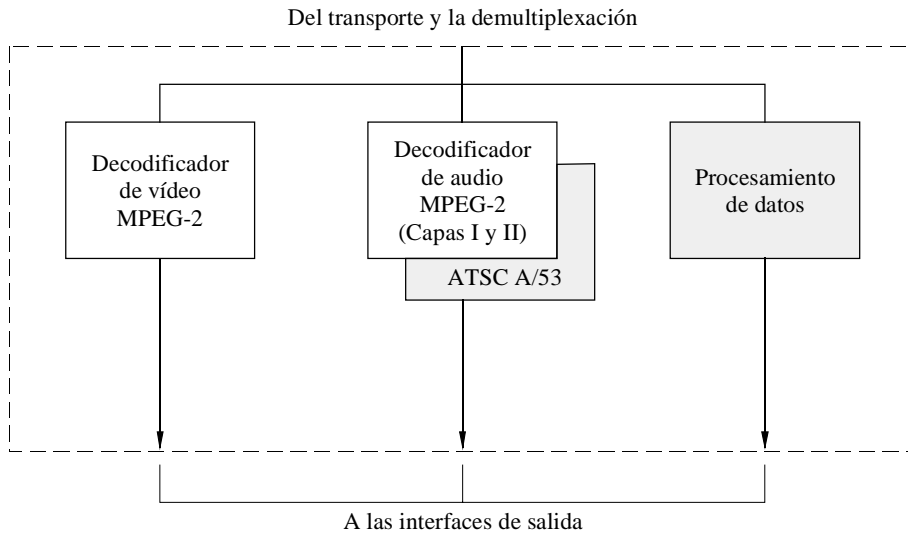 Del transporte y la demultiplexación
Decodificador
de vídeo
MPEG-2
Decodificador
de audio
MPEG-2
(Capas I y II)
ATSC A/53
Procesamiento
de datos
A las interfaces de salida